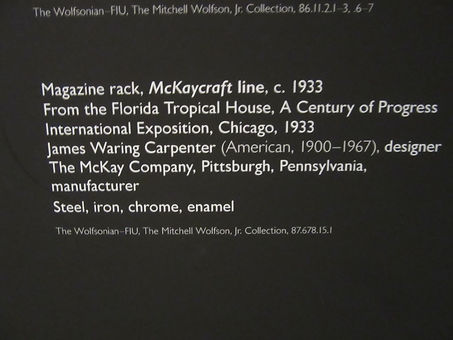 The Wolfsonian–FIU, The Mitchell Wolfson, Jr. Collection, 86.11.2.1–3, .6–7
Magazine rack, McKaycraft line, c. 1933
From the Florida Tropical House, A Century of Progress
International Exposition, Chicago, 1933
James Waring Carpenter (American, 1900–1967), designer
The McKay Company, Pittsburgh, Pennsylvania,
manufacturer
Steel, iron, chrome, enamel
The Wolfsonian–FIU, The Mitchell Wolfson, Jr. Collection, 87.678.15.1